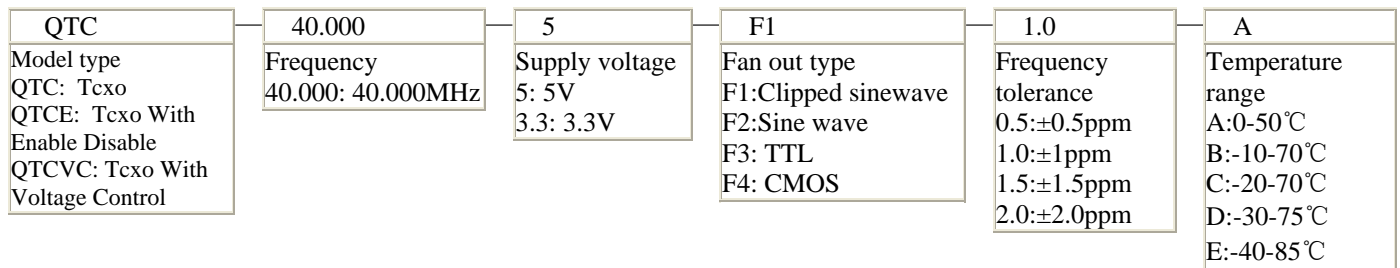 QTC
Model type
QTC: Tcxo
QTCE: Tcxo With
Enable Disable
QTCVC: Tcxo With
Voltage Control
40.000
Frequency
40.000: 40.000MHz
5
Supply voltage
5: 5V
3.3: 3.3V
F1
Fan out type
F1:Clipped sinewave
F2:Sine wave
F3: TTL
F4: CMOS
1.0
Frequency
tolerance
0.5:±0.5ppm
1.0:±1ppm
1.5:±1.5ppm
2.0:±2.0ppm
A
Temperature
range
A:0-50℃
B:-10-70℃
C:-20-70℃
D:-30-75℃
E:-40-85℃